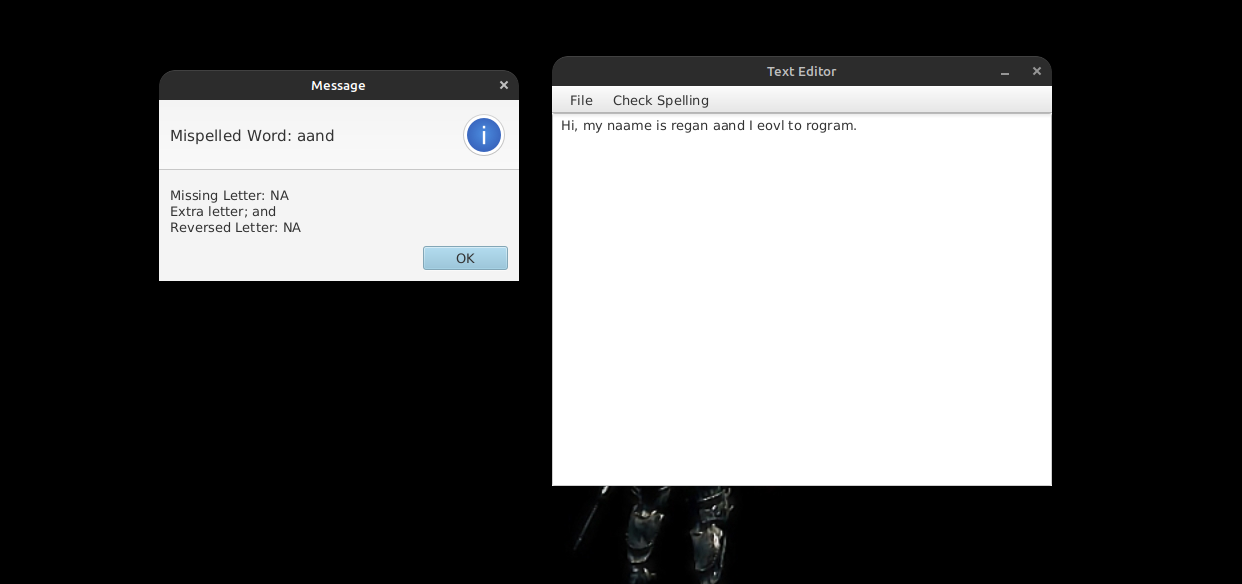 Message
Mispelled Word: aand
i
Missing Letter: NA
Extra letter; and
Reversed Letter: NA
OK
Text Editor
File Check Spelling
Hi, my naame is regan aand I eovl to rogram.